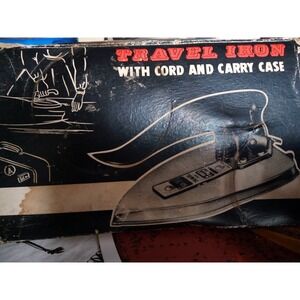 TRAVEL IRON
WITH CORD AND CARRY CASE